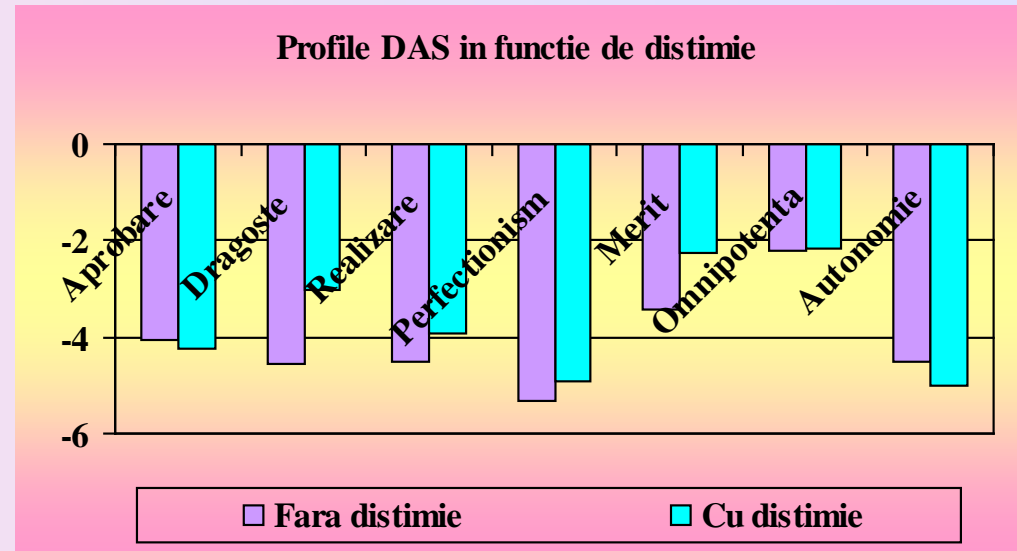 Profile DAS in functie de distimie
0
-2
-4
-6
Aprobare
Dragoste
Realizare
Perfectionism
Merit
Omnipotenta
Autonomie
Fara distimie
Cu distimie